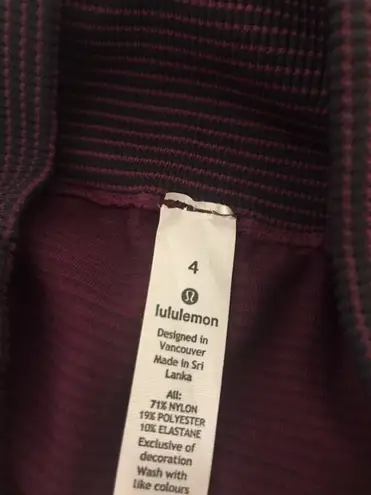 4
lululemon
Designed in
Vancouver
Made in Sri
Lanka
All:
71% NYLON
19% POLYESTER
10% ELASTANE
Exclusive of
decoration
Wash with
like colours